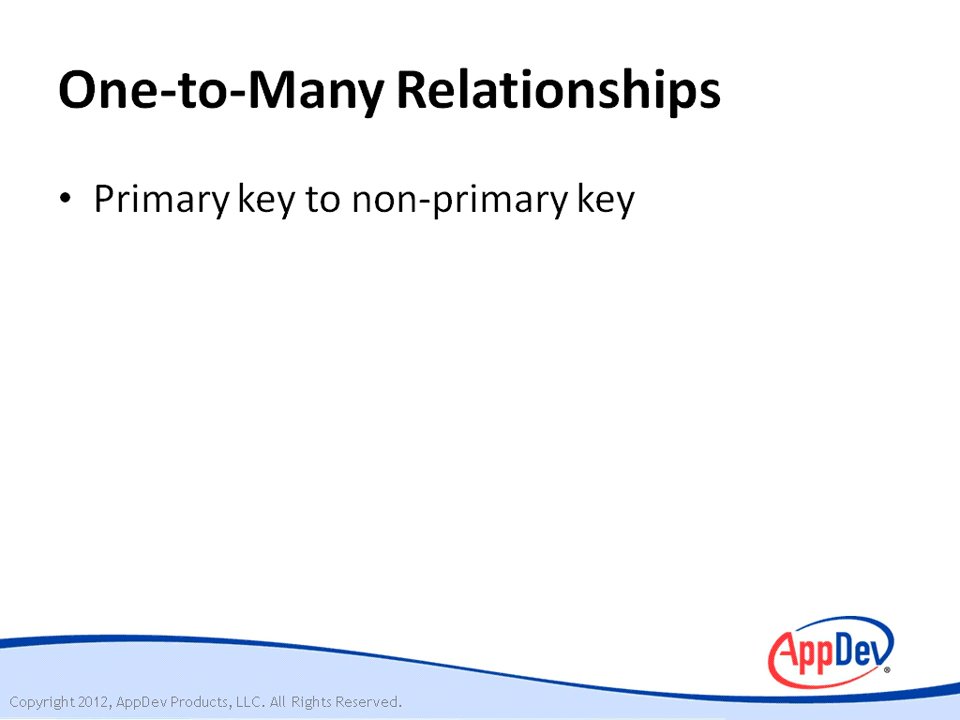 One-to-Many Relationships
• Primary key to non-primary key
AppDev®
Copyright 2012, AppDev Products, LLC. All Rights Reserved.